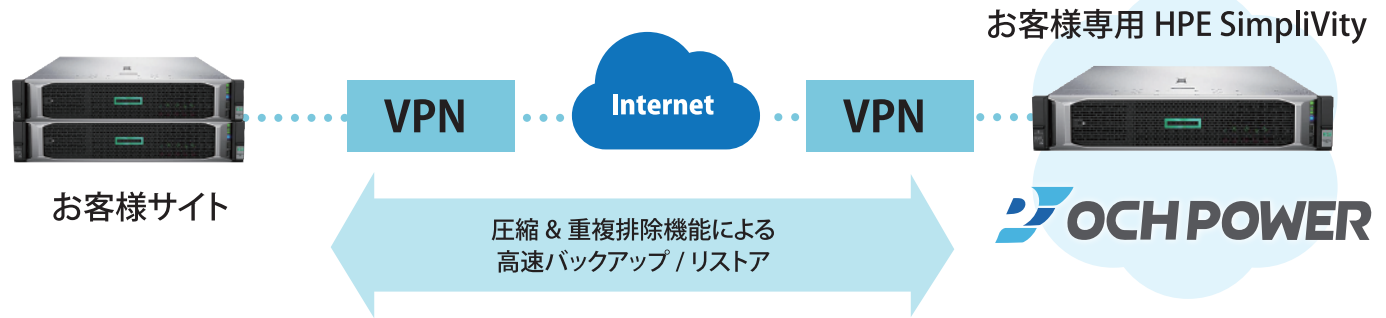 お客様専用 HPE SimpliVity
VPN
Internet
VPN
お客様サイト
圧縮 & 重複排除機能による
高速バックアップ / リストア
OCH POWER